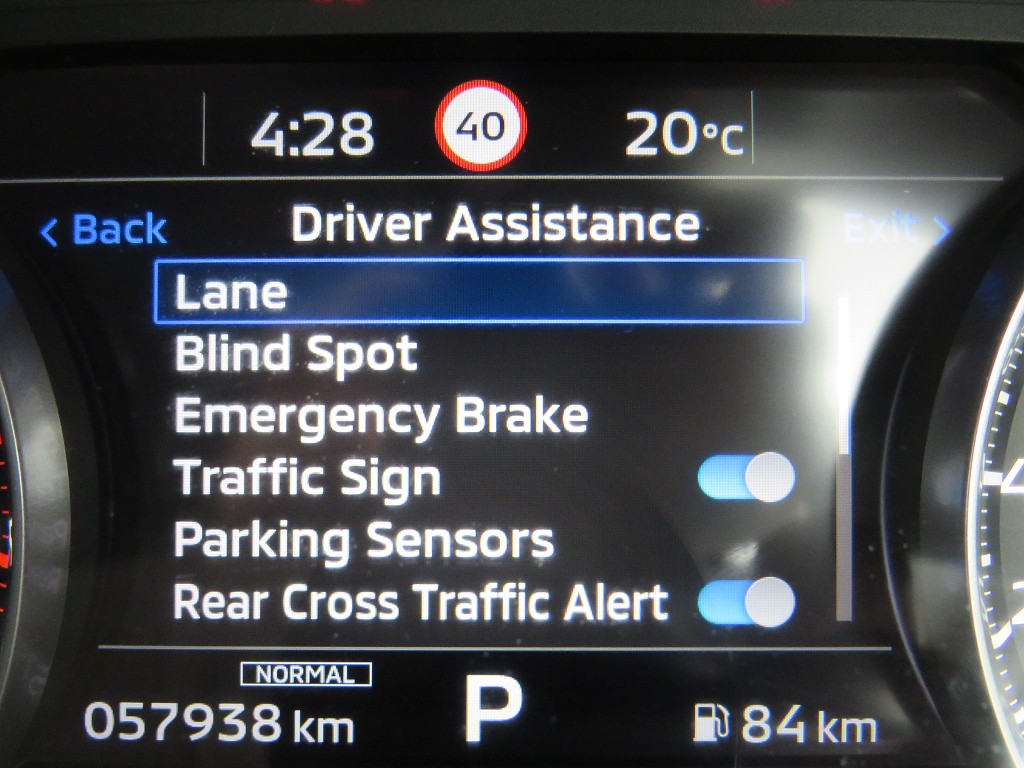 4:28 40 20°C
< Back Driver Assistance Exit >
Lane
Blind Spot
Emergency Brake
Traffic Sign
Parking Sensors
Rear Cross Traffic Alert
NORMAL
057938 km P 84 km